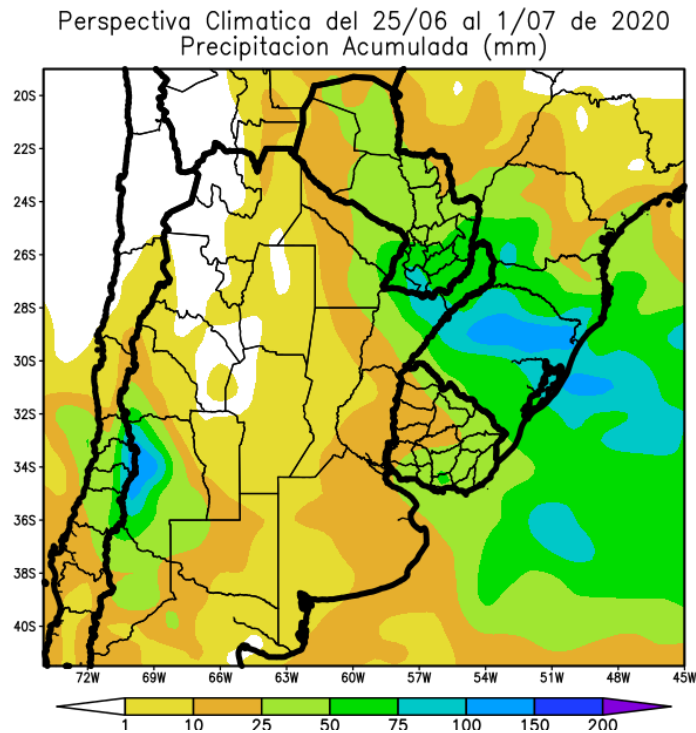 Perspectiva Climatica del 25/06 al 1/07 de 2020
Precipitacion Acumulada (mm)
20S
22S
24S
26S
28S
30S
32S
34S
36S
38S
40S
72W 69W 66W 63W 60W 57W 54W 51W 48W 45W
1 10 25 50 75 100 150 200